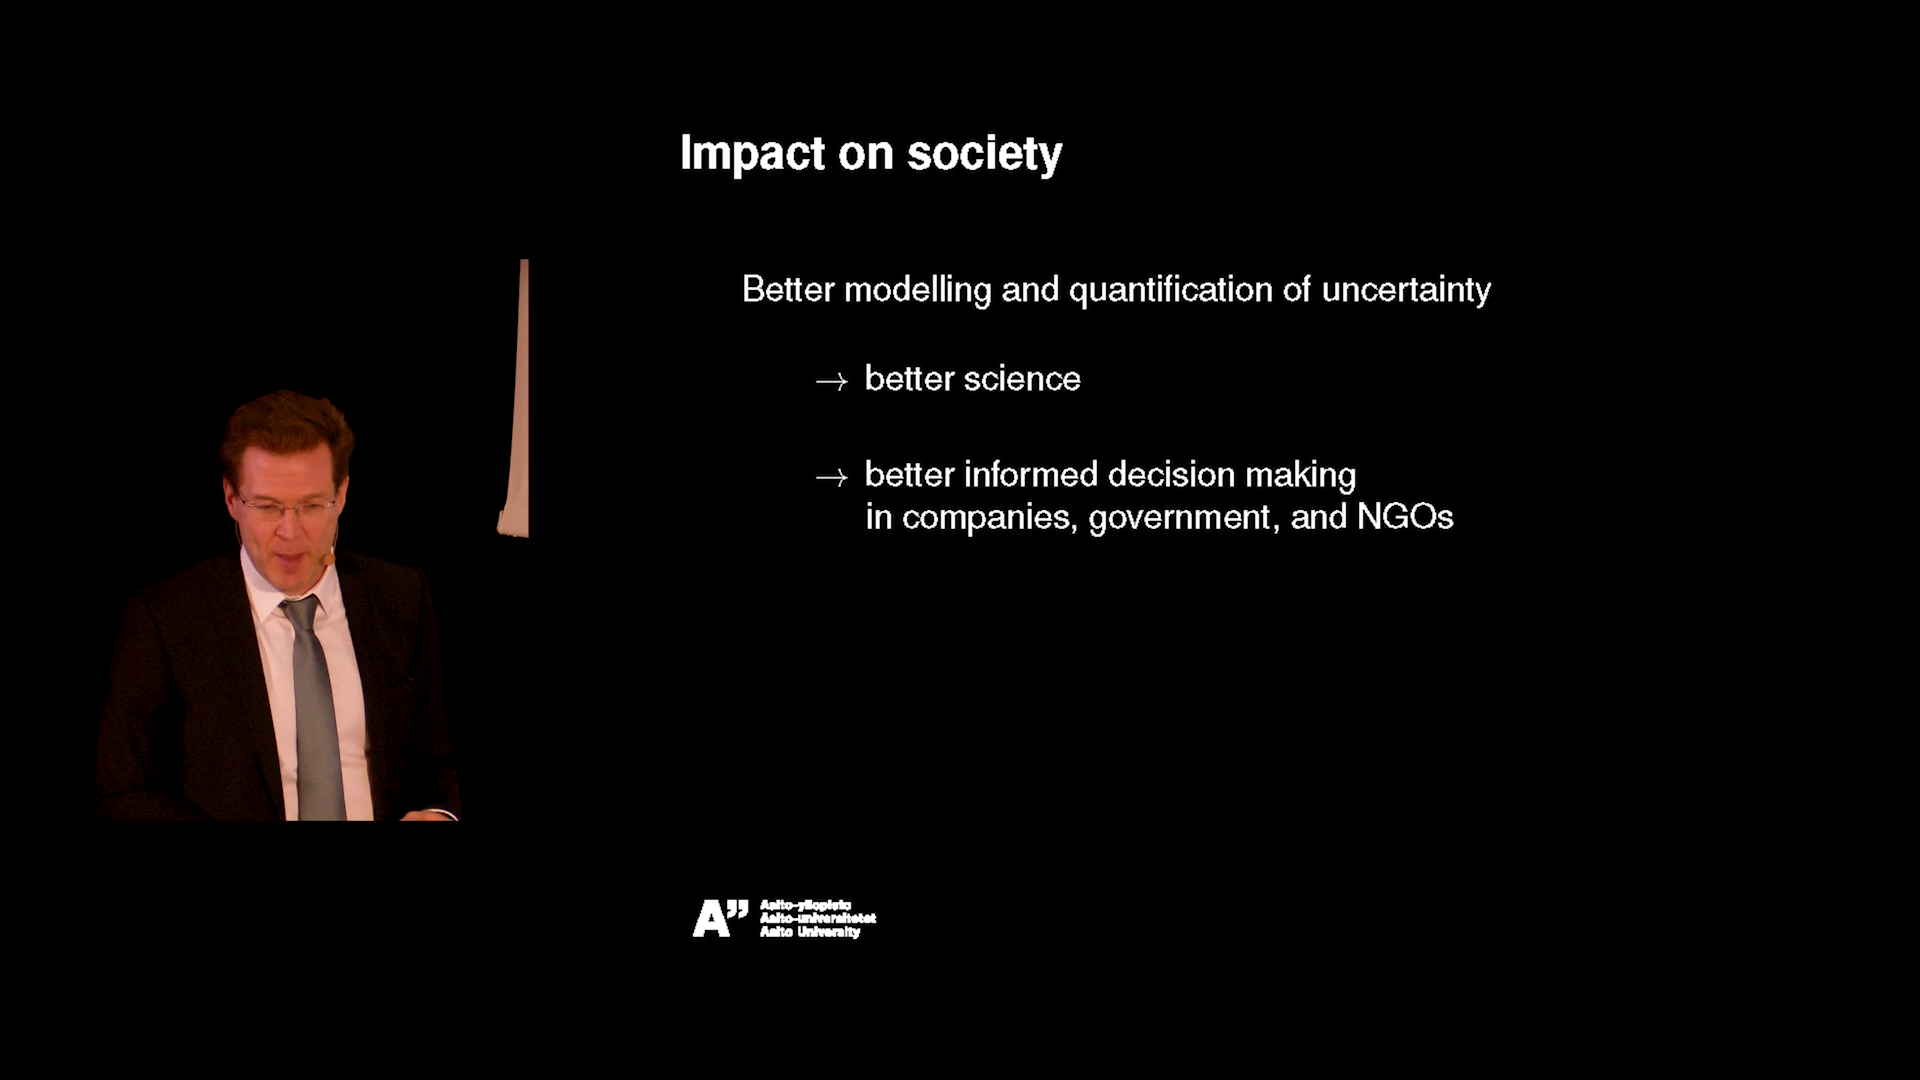 Impact on society
Better modelling and quantification of uncertainty
→ better science
→ better informed decision making
in companies, government, and NGOs
A”
Aalto-yliopisto
Aalto-universitetet
Aalto University